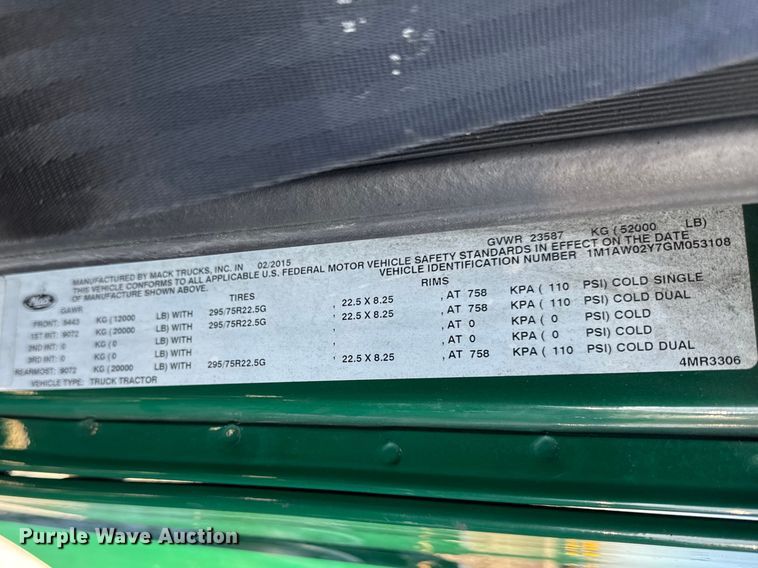 MANUFACTURED BY MACK TRUCKS, INC. IN 02/2015 GVWR 23587 KG (52000 LB)
THIS VEHICLE CONFORMS TO ALL APPLICABLE U.S. FEDERAL MOTOR VEHICLE SAFETY STANDARDS IN EFFECT ON THE DATE
OF MANUFACTURE SHOWN ABOVE. VEHICLE IDENTIFICATION NUMBER 1M1AW02Y7GM053108
Mack
GAWR TIRES RIMS
FRONT: 5443 KG (12000 LB) WITH 295/75R22.5G , 22.5 X 8.25 , AT 758 KPA ( 110 PSI) COLD SINGLE
1ST INT: 9072 KG (20000 LB) WITH 295/75R22.5G , 22.5 X 8.25 , AT 758 KPA ( 110 PSI) COLD DUAL
2ND INT: 0 KG (0 LB) WITH , AT 0 KPA ( 0 PSI) COLD
3RD INT: 0 KG (0 LB) WITH , AT 0 KPA ( 0 PSI) COLD
REARMOST: 9072 KG (20000 LB) WITH 295/75R22.5G , 22.5 X 8.25 , AT 758 KPA ( 110 PSI) COLD DUAL
VEHICLE TYPE: TRUCK TRACTOR 4MR3306
Purple Wave Auction